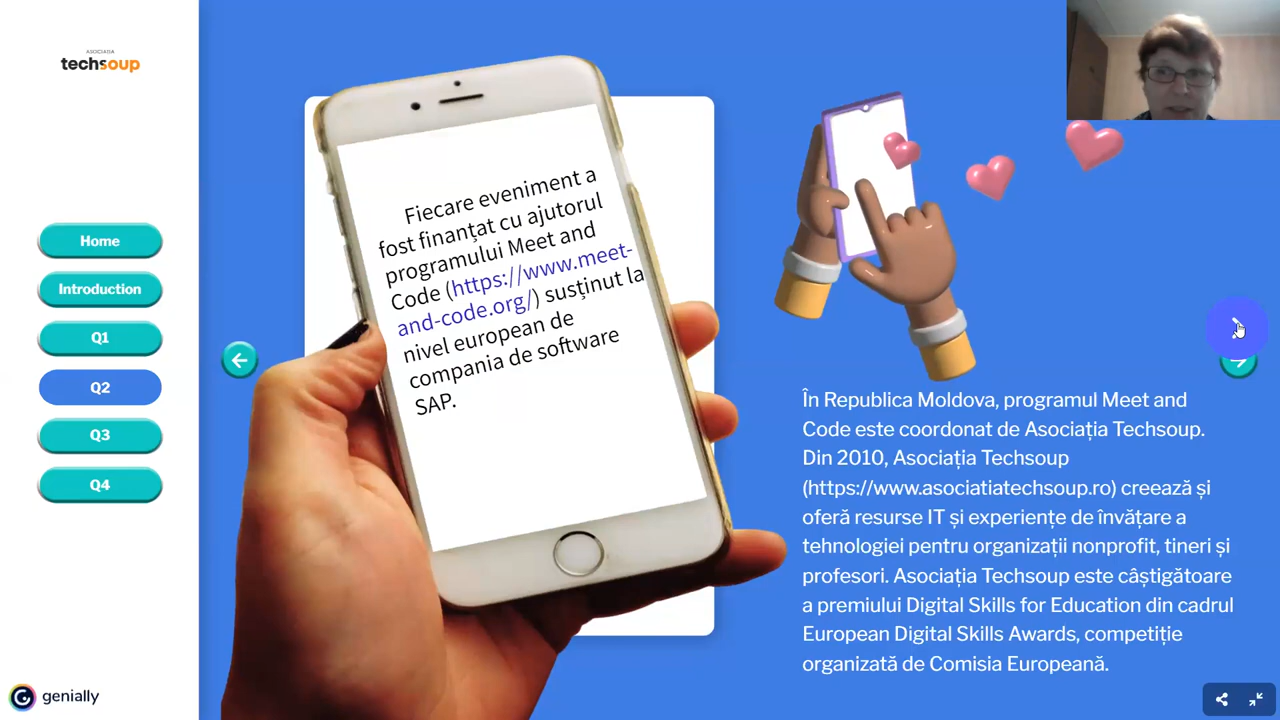 ASOCIAȚIA
techsoup
Home
Introduction
Q1
Q2
Q3
Q4
genially
Fiecare eveniment a
fost finanțat cu ajutorul
programului Meet and
Code (https://www.meet-
and-code.org/) susținut la
nivel european de
compania de software
SAP.
În Republica Moldova, programul Meet and
Code este coordonat de Asociația Techsoup.
Din 2010, Asociația Techsoup
(https://www.asociatiatechsoup.ro) creează și
oferă resurse IT și experiențe de învățare a
tehnologiei pentru organizații nonprofit, tineri și
profesori. Asociația Techsoup este câștigătoare
a premiului Digital Skills for Education din cadrul
European Digital Skills Awards, competiție
organizată de Comisia Europeană.